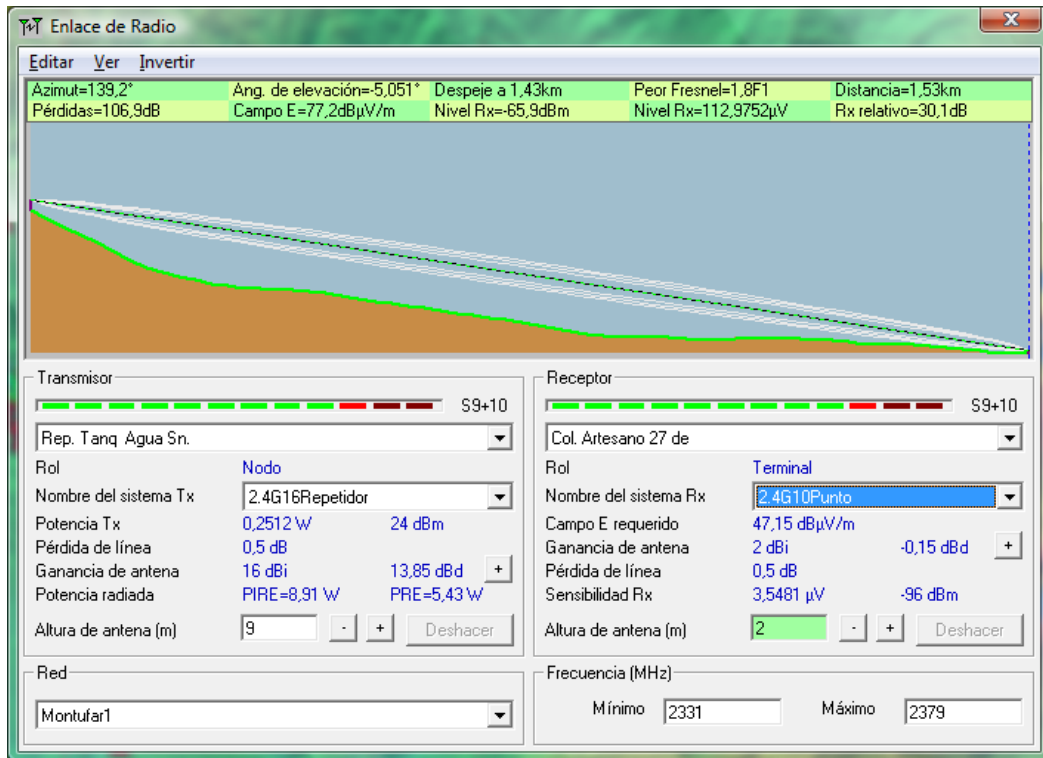 Enlace de Radio
Editar Ver Invertir
Azimut=139,2° Ang. de elevación=-5,051° Despeje a 1,43km Peor Fresnel=1,8F1 Distancia=1,53km
Pérdidas=106,9dB Campo E=77,2dBµV/m Nivel Rx=-65,9dBm Nivel Rx=112,9752µV Rx relativo=30,1dB
Transmisor
S9+10
Rep. Tanq Agua Sn.
Rol Nodo
Nombre del sistema Tx 2.4G16Repetidor
Potencia Tx 0,2512 W 24 dBm
Pérdida de línea 0,5 dB
Ganancia de antena 16 dBi 13,85 dBd +
Potencia radiada PIRE=8,91 W PRE=5,43 W
Altura de antena (m) 9 - + Deshacer
Receptor
S9+10
Col. Artesano 27 de
Rol Terminal
Nombre del sistema Rx 2.4G10Punto
Campo E requerido 47,15 dBµV/m
Ganancia de antena 2 dBi -0,15 dBd +
Pérdida de línea 0,5 dB
Sensibilidad Rx 3,5481 µV -96 dBm
Altura de antena (m) 2 - + Deshacer
Red
Montufar1
Frecuencia (MHz)
Mínimo 2331 Máximo 2379